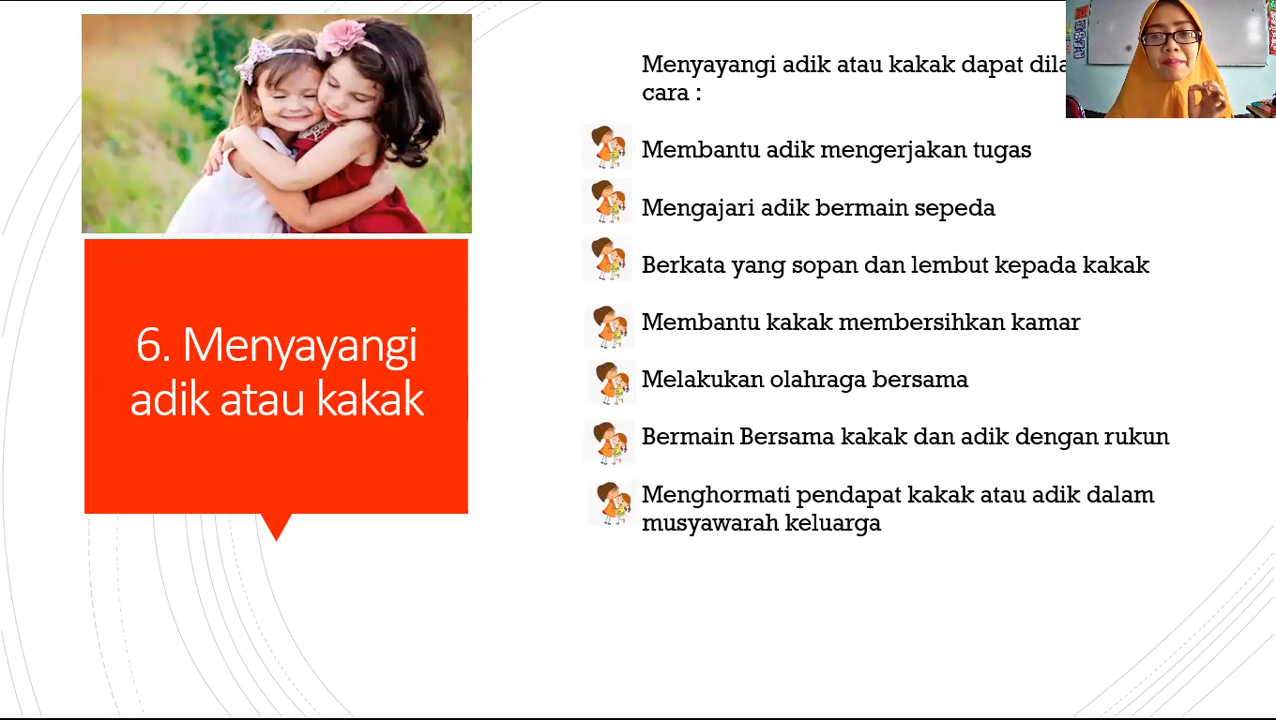 6. Menyayangi
adik atau kakak
Menyayangi adik atau kakak dapat
cara :
Membantu adik mengerjakan tugas
Mengajari adik bermain sepeda
Berkata yang sopan dan lembut kepada kakak
Membantu kakak membersihkan kamar
Melakukan olahraga bersama
Bermain Bersama kakak dan adik dengan rukun
Menghormati pendapat kakak atau adik dalam
musyawarah keluarga